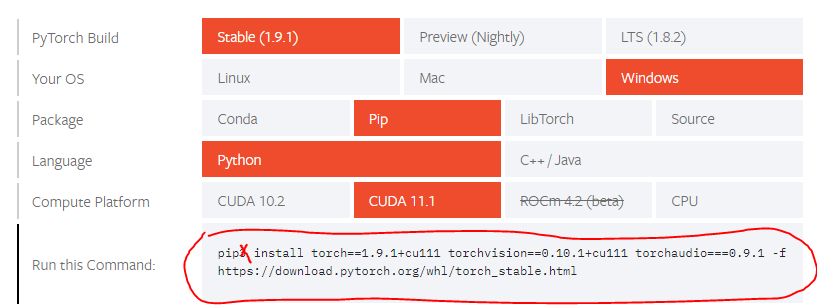 PyTorch Build Stable (1.9.1) Preview (Nightly) LTS (1.8.2)
Your OS Linux Mac Windows
Package Conda Pip LibTorch Source
Language Python C++ / Java
Compute Platform CUDA 10.2 CUDA 11.1 ROCm 4.2 (beta) CPU
Run this Command:
pip3 install torch==1.9.1+cu111 torchvision==0.10.1+cu111 torchaudio===0.9.1 -f
https://download.pytorch.org/whl/torch_stable.html